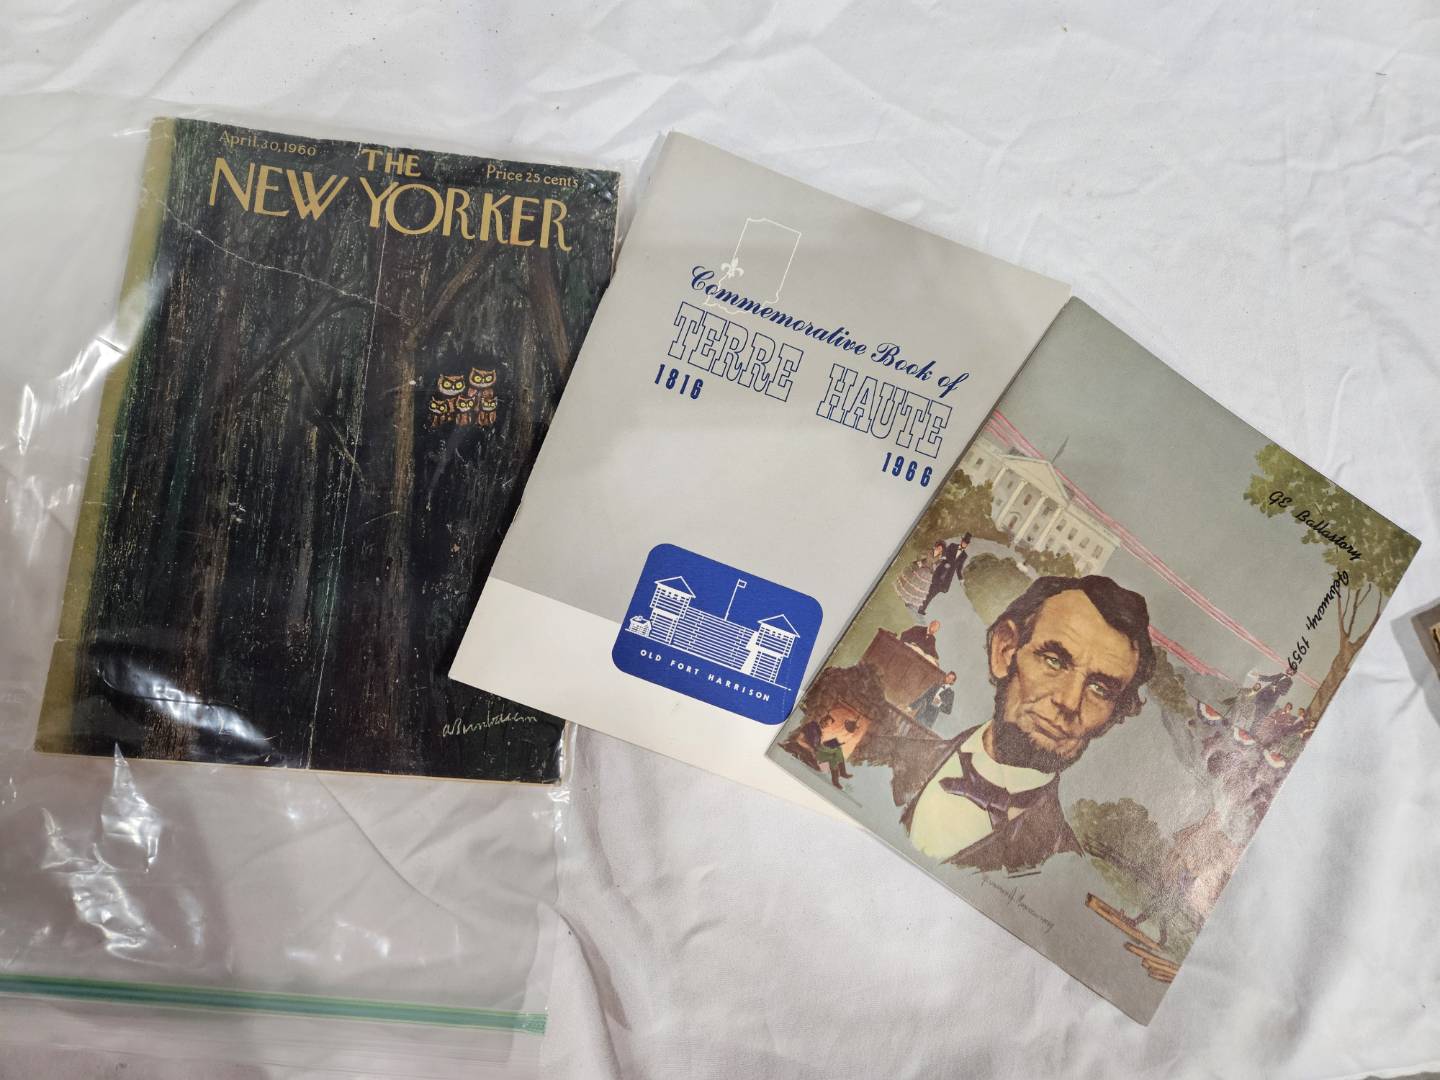 April 30, 1960
THE
Price 25 cents
NEW YORKER
Commemorative Book of
TERRE HAUTE
1816
1966
OLD FORT HARRISON
GE Ballastory
February, 1959